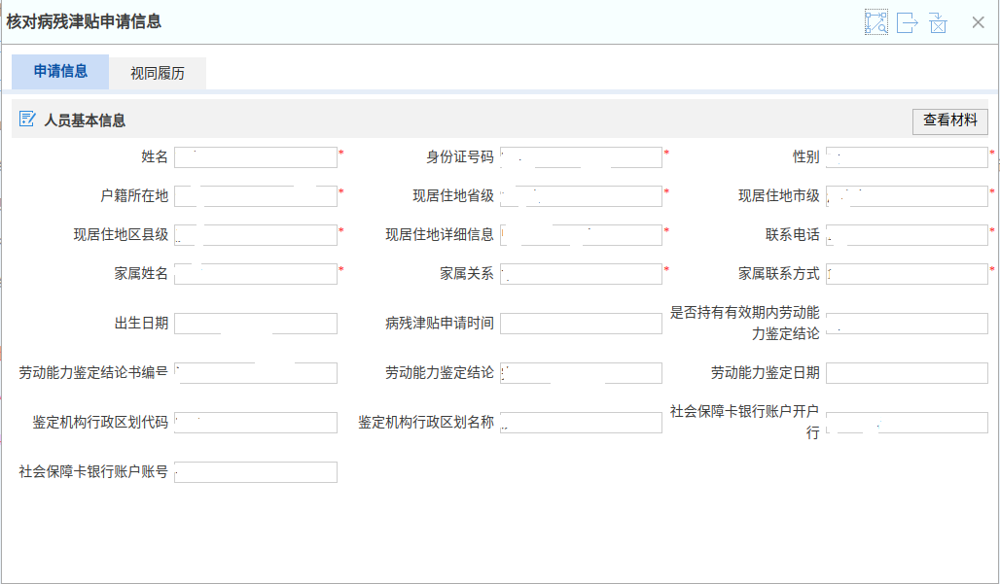 核对病残津贴申请信息
申请信息 视同履历
人员基本信息 查看材料
姓名 * 身份证号码 * 性别 *
户籍所在地 * 现居住地省级 * 现居住地市级 *
现居住地区县级 * 现居住地详细信息 * 联系电话 *
家属姓名 * 家属关系 * 家属联系方式 *
出生日期 病残津贴申请时间 是否持有有效期内劳动能
力鉴定结论
劳动能力鉴定结论书编号 劳动能力鉴定结论 劳动能力鉴定日期
鉴定机构行政区划代码 鉴定机构行政区划名称 社会保障卡银行账户开户
行
社会保障卡银行账户账号